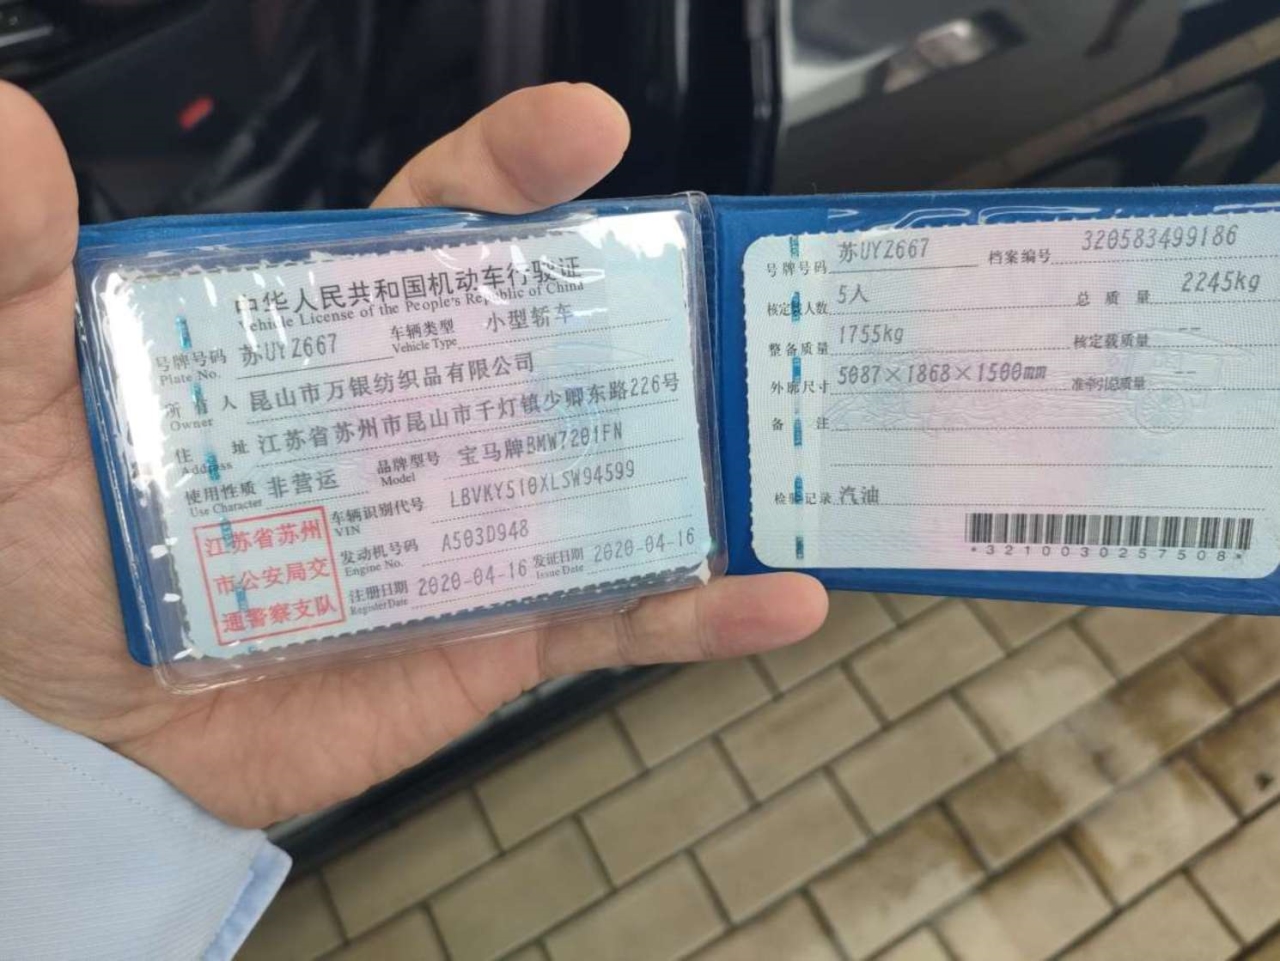 中华人民共和国机动车行驶证
Vehicle License of the People's Republic of China
号牌号码 苏UYZ667 车辆类型 小型轿车
Plate No. Vehicle Type
所有人 昆山市万银纺织品有限公司
Owner
住址 江苏省苏州市昆山市千灯镇少卿东路226号
Address
使用性质 非营运 品牌型号 宝马牌BMW7201FN
Use Character Model
车辆识别代号 LBVKY510XLSW94599
VIN
发动机号码 A503D948
Engine No.
注册日期 2020-04-16 发证日期 2020-04-16
Register Date Issue Date
江苏省苏州
市公安局交
通警察支队
号牌号码 苏UYZ667 档案编号 320583499186
核定人数 5人 总质量 2245kg
整备质量 1755kg 核定载质量 --
外廓尺寸 5087×1868×1500mm 准牵引总质量 --
备注
检验记录 汽油
*3210030257508*